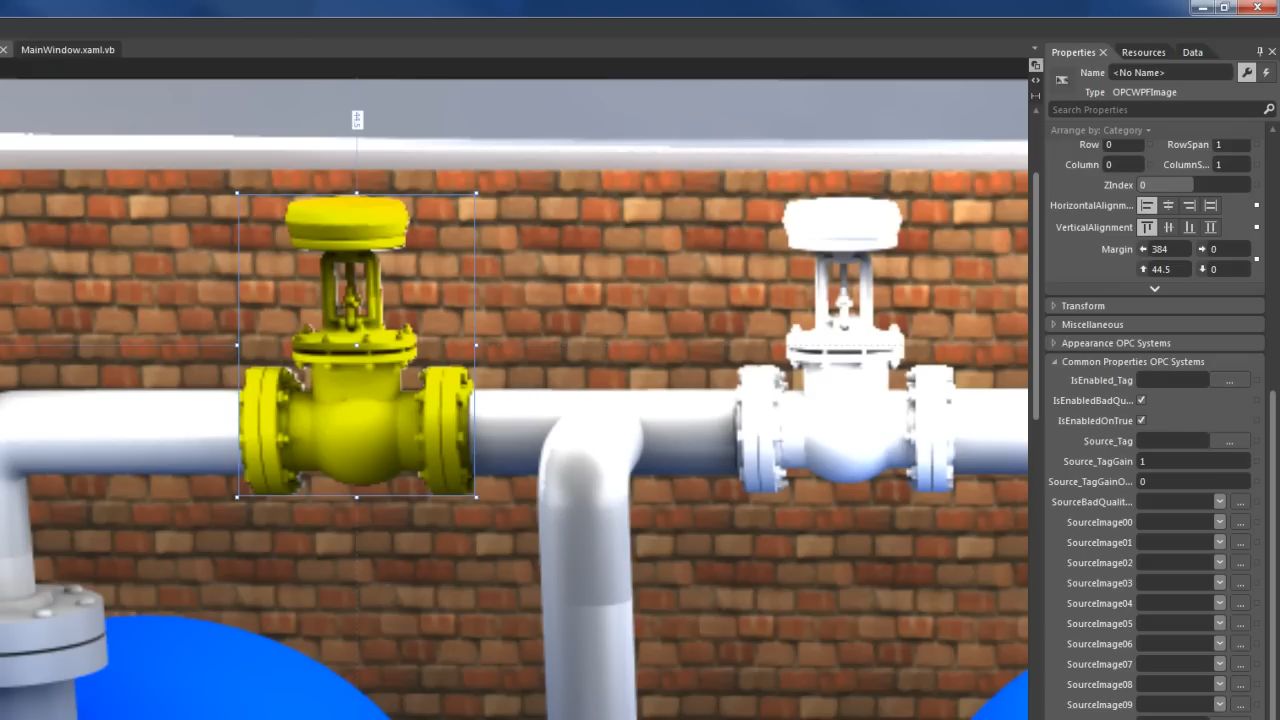 MainWindow.xaml.vb
Properties Resources Data
Name <No Name>
Type OPCWPFImage
Search Properties
Arrange by: Category
Row 0 RowSpan 1
Column 0 ColumnS... 1
ZIndex 0
HorizontalAlignm...
VerticalAlignment
Margin 384 0
44.5 0
Transform
Miscellaneous
Appearance OPC Systems
Common Properties OPC Systems
IsEnabled_Tag ...
IsEnabledBadQu...
IsEnabledOnTrue
Source_Tag ...
Source_TagGain 1
Source_TagGainO... 0
SourceBadQualit... ...
SourceImage00 ...
SourceImage01 ...
SourceImage02 ...
SourceImage03 ...
SourceImage04 ...
SourceImage05 ...
SourceImage06 ...
SourceImage07 ...
SourceImage08 ...
SourceImage09 ...
44.5